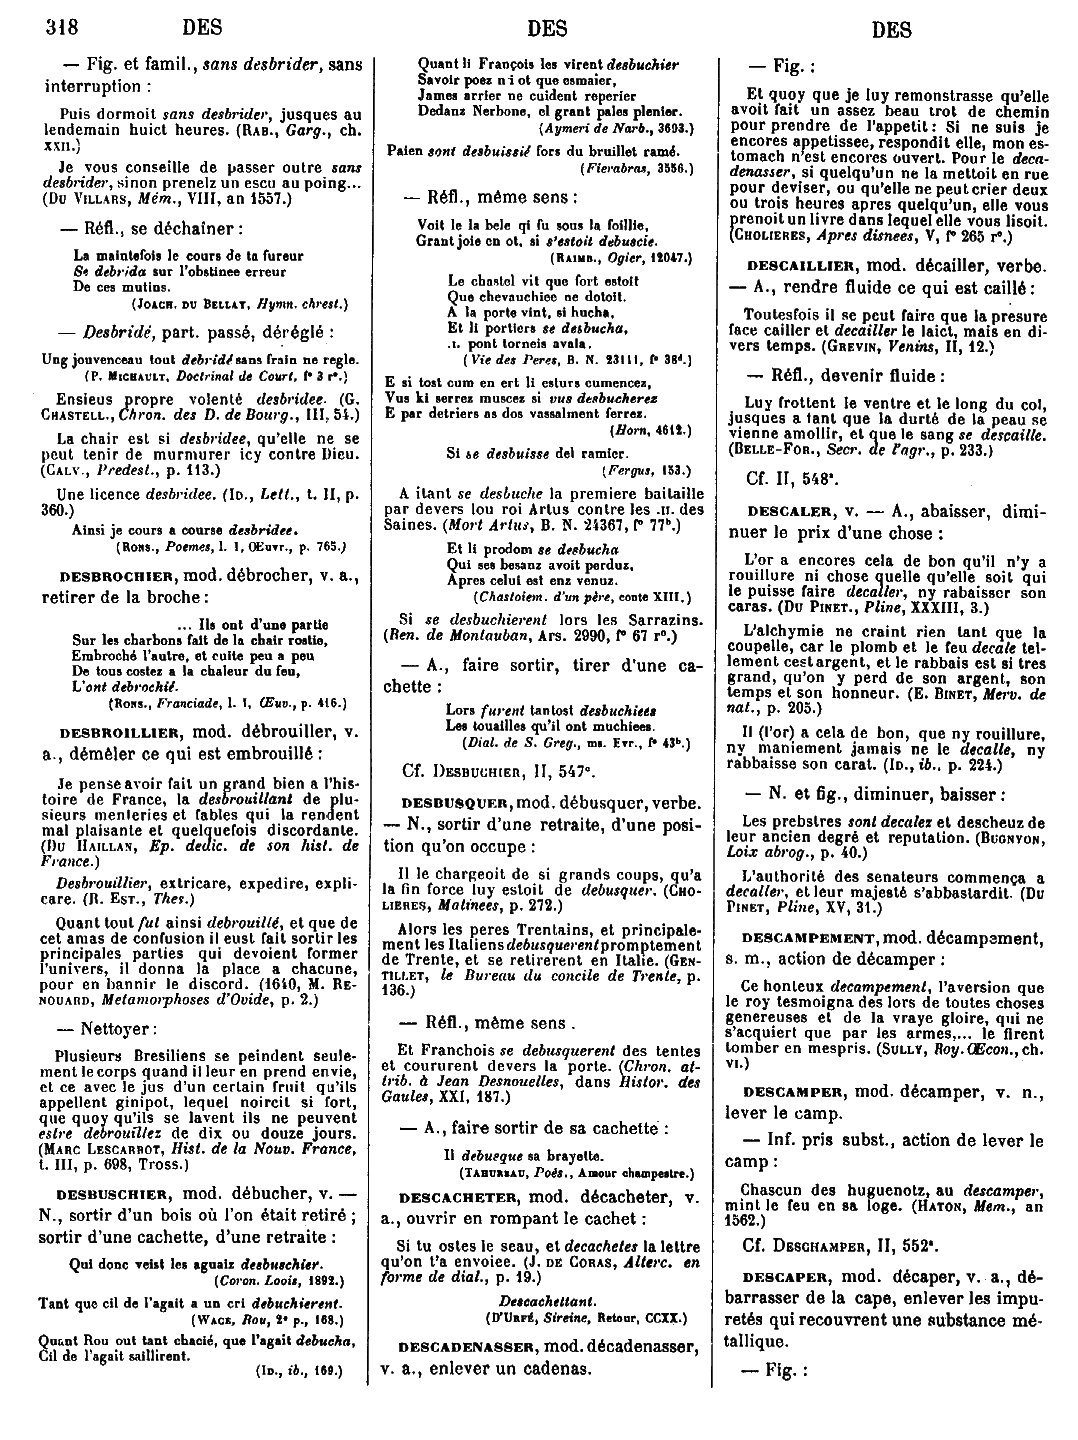 318 DES DES DES
— Fig. et famil., sans desbrider, sans
interruption :
Puis dormoit sans desbrider, jusques au
lendemain huict heures. (RAB., Garg., ch.
XXII.)
Je vous conseille de passer outre sans
desbrider, sinon prenelz un escu au poing...
(DU VILLARS, Mém., VIII, an 1557.)
— Réfl., se déchaîner :
La maintefois le cours de ta fureur
Se debrida sur l'obstinee erreur
De ces mutins.
(JOACH. DU BELLAY, Hymn. chrest.)
— Desbridé, part. passé, déréglé :
Ung jouvenceau tout debridé sans frain ne regle.
(P. MICHAULT, Doctrinal de Court, f° 3 r°.)
Ensieus propre volenté desbridee. (G.
CHASTELL., Chron. des D. de Bourg., III, 54.)
La chair est si desbridee, qu'elle ne se
peut tenir de murmurer icy contre Dieu.
(CALV., Predest., p. 113.)
Une licence desbridee. (ID., Lett., t. II, p.
360.)
Ainsi je cours a course desbridee.
(RONS., Poemes, l. I, Œuvr., p. 765.)
DESBROCHIER, mod. débrocher, v. a.,
retirer de la broche :
... Ils ont d'une partie
Sur les charbons fait de la chair rostie,
Embroché l'autre, et cuite peu a peu
De tous costez a la chaleur du feu,
L'ont debrochié.
(RONS., Franciade, l. I, Œuv., p. 416.)
DESBROILLIER, mod. débrouiller, v.
a., démêler ce qui est embrouillé :
Je pense avoir fait un grand bien a l'his-
toire de France, la desbrouillant de plu-
sieurs menteries et fables qui la rendent
mal plaisante et quelquefois discordante.
(DU HAILLAN, Ep. dedic. de son hist. de
France.)
Desbrouillier, extricare, expedire, expli-
care. (R. EST., Thes.)
Quant tout fut ainsi debrouillé, et que de
cet amas de confusion il eust fait sortir les
principales parties qui devoient former
l'univers, il donna la place a chacune,
pour en bannir le discord. (1640, M. RE-
NOUARD, Metamorphoses d'Ovide, p. 2.)
— Nettoyer :
Plusieurs Bresiliens se peindent seule-
ment le corps quand il leur en prend envie,
et ce avec le jus d'un certain fruit qu'ils
appellent ginipot, lequel noircit si fort,
que quoy qu'ils se lavent ils ne peuvent
estre debrouillez de dix ou douze jours.
(MARC LESCARBOT, Hist. de la Nouv. France,
t. III, p. 698, Tross.)
DESBUSCHIER, mod. débucher, v. —
N., sortir d'un bois où l'on était retiré ;
sortir d'une cachette, d'une retraite :
Qui donc veist les aguaiz desbuschier.
(Coron. Loois, 1892.)
Tant que cil de l'agait a un cri debuchierent.
(WACE, Rou, 2° p., 168.)
Quant Rou out tant chacié, que l'agait debucha,
Cil de l'agait saillirent.
(ID., ib., 169.)
Quant li François les virent desbuchier
Savoir poez n i ot que esmaier,
James arrier ne cuident reperier
Dedanz Nerbone, el grant pales plenier.
(Aymeri de Narb., 3693.)
Paien sont desbuissié fors du bruillet ramé.
(Fierabras, 3556.)
— Réfl., même sens :
Voit le la bele qi fu sous la foillie,
Grant joie en ot, si s'estoit debuscie.
(RAIMB., Ogier, 12047.)
Le chastel vit que fort estoit
Que chevauchiee ne dotoit.
A la porte vint, si hucha,
Et li portiers se desbucha,
.I. pont torneis avala.
(Vie des Peres, B. N. 23111, f° 38d.)
E si tost cum en ert li esturs cumencez,
Vus ki serrez muscez si vus desbucherez
E par detriers as dos vassalment ferrez.
(Horn, 4612.)
Si se desbuisse del ramier.
(Fergus, 153.)
A itant se desbuche la premiere baitaille
par devers lou roi Artus contre les .II. des
Saines. (Mort Artus, B. N. 24367, f° 77b.)
Et li prodom se desbucha
Qui ses besanz avoit perduz,
Apres celui est enz venuz.
(Chastoiem. d'un père, conte XIII.)
Si se desbuchierent lors les Sarrazins.
(Ren. de Montauban, Ars. 2990, f° 67 r°.)
— A., faire sortir, tirer d'une ca-
chette :
Lors furent tantost desbuchiees
Les touailles qu'il ont muchiees.
(Dial. de S. Greg., ms. Evr., f° 43b.)
Cf. DESBUCHIER, II, 547c.
DESBUSQUER, mod. débusquer, verbe.
— N., sortir d'une retraite, d'une posi-
tion qu'on occupe :
Il le chargeoit de si grands coups, qu'a
la fin force luy estoit de debusquer. (CHO-
LIERES, Matinees, p. 272.)
Alors les peres Trentains, et principale-
ment les Italiens debusquerent promptement
de Trente, et se retirerent en Italie. (GEN-
TILLET, le Bureau du concile de Trente, p.
136.)
— Réfl., même sens .
Et Franchois se debusquerent des tentes
et coururent devers la porte. (Chron. at-
trib. à Jean Desnouelles, dans Histor. des
Gaules, XXI, 187.)
— A., faire sortir de sa cachette :
Il debusque sa brayette.
(TAHUREAU, Poés., Amour champestre.)
DESCACHETER, mod. décacheter, v.
a., ouvrir en rompant le cachet :
Si tu ostes le seau, et decachetes la lettre
qu'on t'a envoiee. (J. DE CORAS, Alterc. en
forme de dial., p. 19.)
Descachettant.
(D'URFÉ, Sireine, Retour, CCXX.)
DESCADENASSER, mod. décadenasser,
v. a., enlever un cadenas.
— Fig. :
Et quoy que je luy remonstrasse qu'elle
avoit fait un assez beau trot de chemin
pour prendre de l'appetit : Si ne suis je
encores appetissee, respondit elle, mon es-
tomach n'est encores ouvert. Pour le deca-
denasser, si quelqu'un ne la mettoit en rue
pour deviser, ou qu'elle ne peut crier deux
ou trois heures apres quelqu'un, elle vous
prenoit un livre dans lequel elle vous lisoit.
(CHOLIERES, Apres disnees, V, f° 265 r°.)
DESCAILLIER, mod. décailler, verbe.
— A., rendre fluide ce qui est caillé :
Toutesfois il se peut faire que la presure
face cailler et decailler le laict, mais en di-
vers temps. (GREVIN, Venins, II, 12.)
— Réfl., devenir fluide :
Luy frottent le ventre et le long du col,
jusques a tant que la durté de la peau se
vienne amollir, et que le sang se descaille.
(BELLE-FOR., Secr. de l'agr., p. 233.)
Cf. II, 548a.
DESCALER, v. — A., abaisser, dimi-
nuer le prix d'une chose :
L'or a encores cela de bon qu'il n'y a
rouillure ni chose quelle qu'elle soit qui
le puisse faire decaller, ny rabaisser son
caras. (DU PINET., Pline, XXXIII, 3.)
L'alchymie ne craint rien tant que la
coupelle, car le plomb et le feu decale tel-
lement cest argent, et le rabbais est si tres
grand, qu'on y perd de son argent, son
temps et son honneur. (E. BINET, Merv. de
nat., p. 205.)
Il (l'or) a cela de bon, que ny rouillure,
ny maniement jamais ne le decalle, ny
rabbaisse son carat. (ID., ib.. p. 224.)
— N. et fig., diminuer, baisser :
Les prebstres sont decalez et descheuz de
leur ancien degré et reputation. (BUGNYON,
Loix abrog., p. 40.)
L'authorité des senateurs commença a
decaller, et leur majesté s'abbastardit. (DU
PINET, Pline, XV, 31.)
DESCAMPEMENT, mod. décampement,
s. m., action de décamper :
Ce honteux decampement, l'aversion que
le roy tesmoigna des lors de toutes choses
genereuses et de la vraye gloire, qui ne
s'acquiert que par les armes,... le firent
tomber en mespris. (SULLY, Roy. Œcon., ch.
VI.)
DESCAMPER, mod. décamper, v. n.,
lever le camp.
— Inf. pris subst., action de lever le
camp :
Chascun des huguenotz, au descamper,
mint le feu en sa loge. (HATON, Mem., an
1562.)
Cf. DESCHAMPER, II, 552a.
DESCAPER, mod. décaper, v. a., dé-
barrasser de la cape, enlever les impu-
retés qui recouvrent une substance mé-
tallique.
— Fig. :